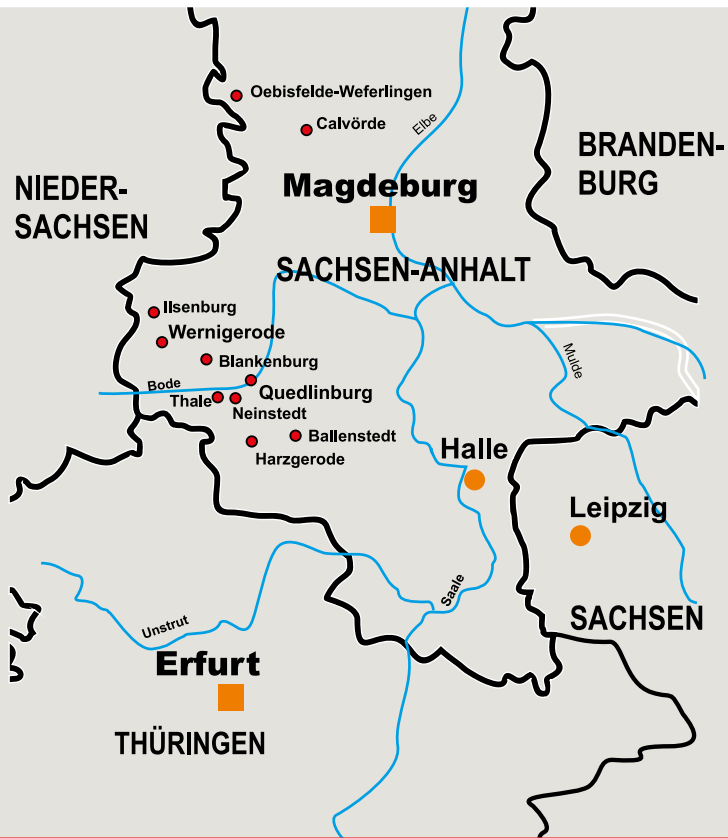 Oebisfelde-Weferlingen
Calvörde
Elbe
BRANDEN-
BURG
NIEDER-
SACHSEN
Magdeburg
SACHSEN-ANHALT
Ilsenburg
Wernigerode
Blankenburg
Mulde
Bode
Quedlinburg
Thale
Neinstedt
Ballenstedt
Harzgerode
Halle
Leipzig
Saale
SACHSEN
Unstrut
Erfurt
THÜRINGEN